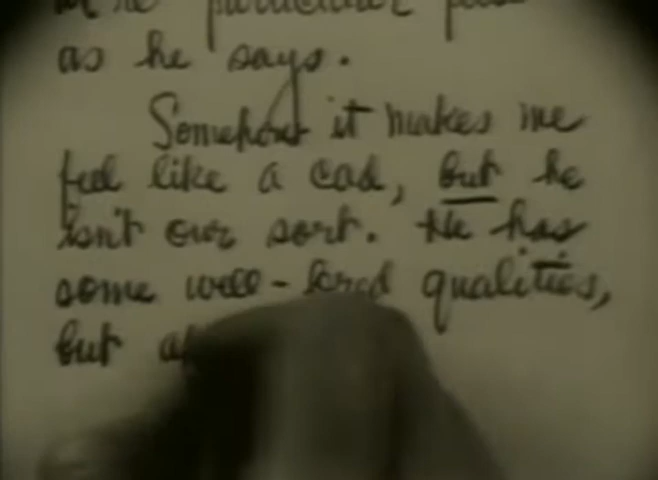 particular
as he says.
Somehow it makes me
feel like a cad, but he
isn't our sort. He has
some well-bred qualities,
but